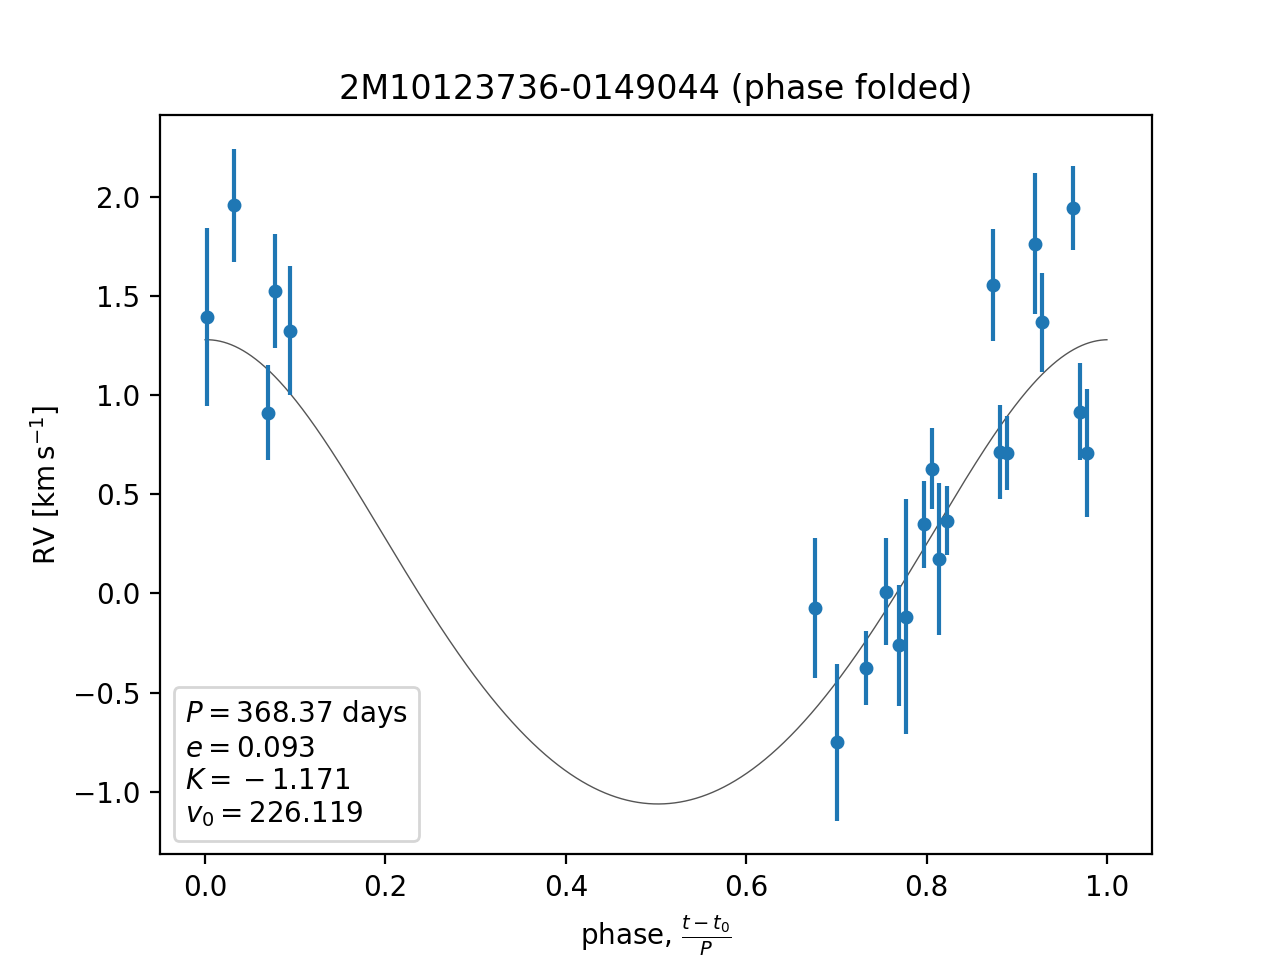 2M10123736-0149044 (phase folded)
RV [km s⁻¹]
2.0
1.5
1.0
0.5
0.0
−0.5
−1.0
P = 368.37 days
e = 0.093
K = −1.171
v₀ = 226.119
0.0 0.2 0.4 0.6 0.8 1.0
phase, (t − t₀)/P